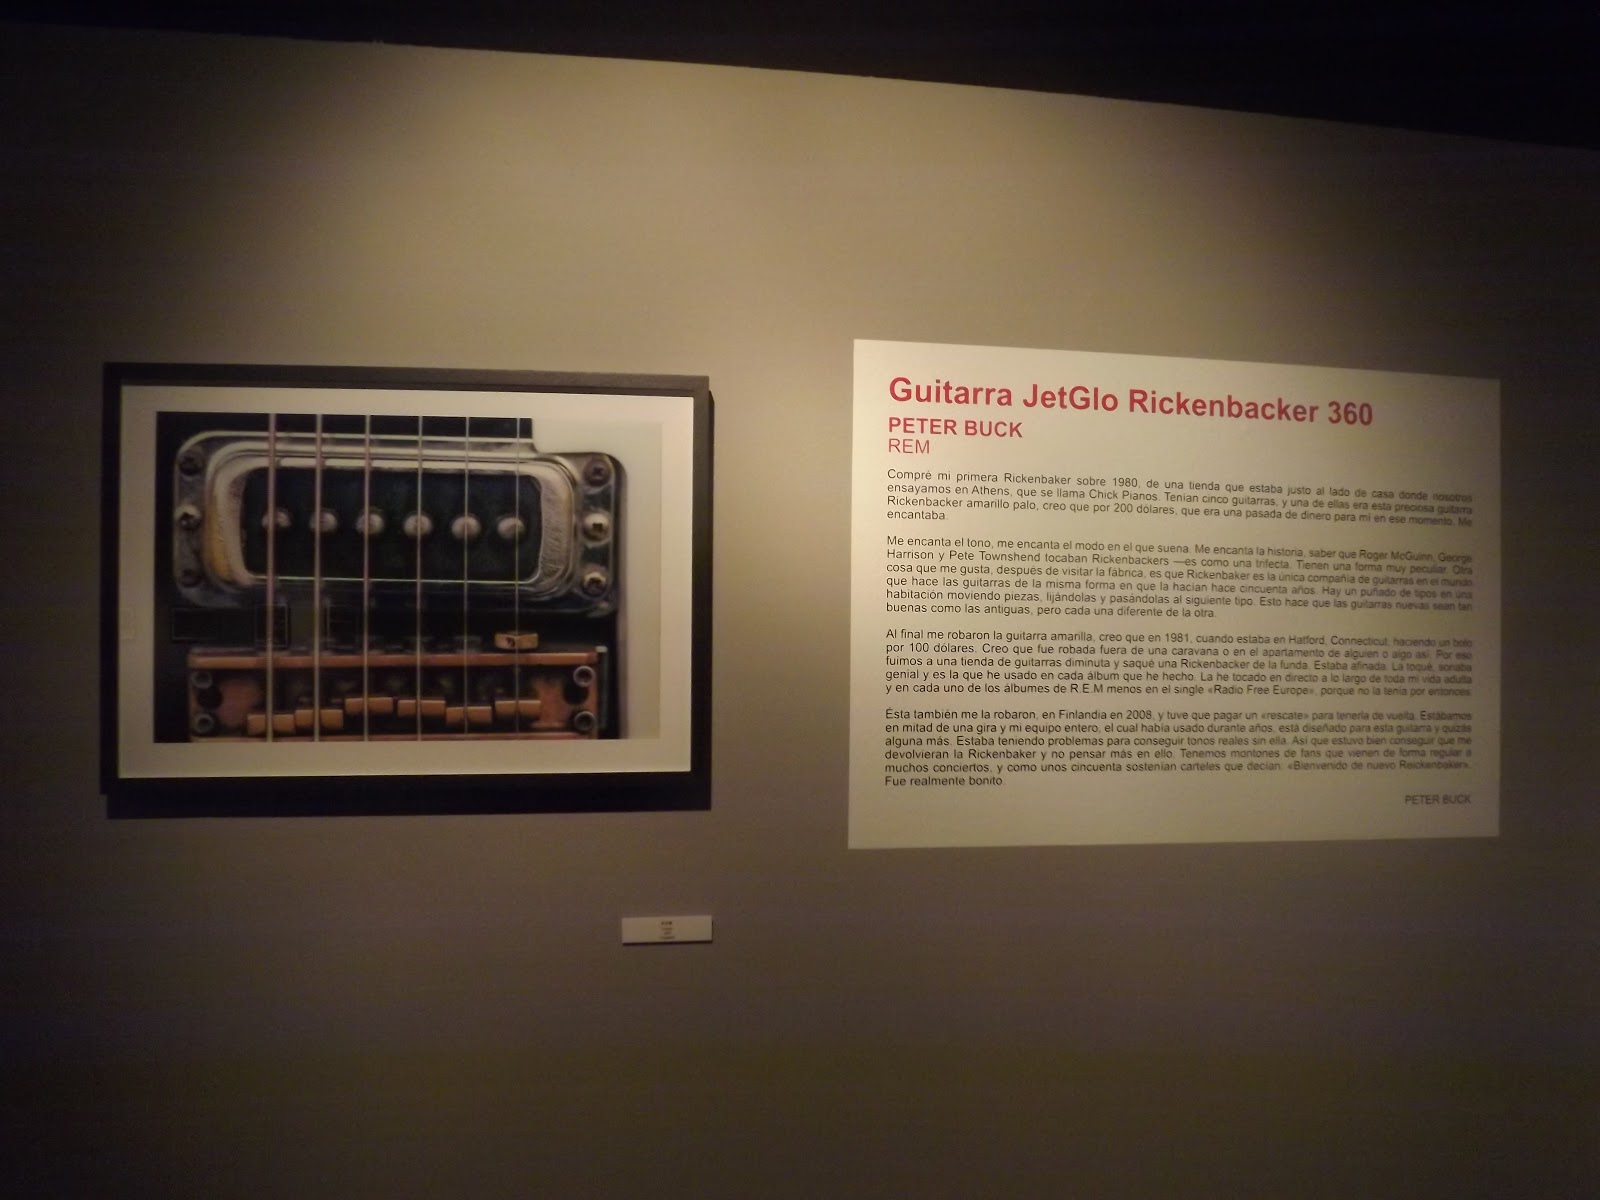 Guitarra JetGlo Rickenbacker 360
PETER BUCK
REM
Compré mi primera Rickenbaker sobre 1980, de una tienda que estaba justo al lado de casa donde nosotros
ensayamos en Athens, que se llama Chick Pianos. Tenían cinco guitarras, y una de ellas era esta preciosa guitarra
Rickenbacker amarillo palo, creo que por 200 dólares, que era una pasada de dinero para mí en ese momento. Me
encantaba.
Me encanta el tono, me encanta el modo en el que suena. Me encanta la historia, saber que Roger McGuinn, George
Harrison y Pete Townshend tocaban Rickenbackers —es como una trifecta. Tienen una forma muy peculiar. Otra
cosa que me gusta, después de visitar la fábrica, es que Rickenbaker es la única compañía de guitarras en el mundo
que hace las guitarras de la misma forma en que la hacían hace cincuenta años. Hay un puñado de tipos en una
habitación moviendo piezas, lijándolas y pasándolas al siguiente tipo. Esto hace que las guitarras nuevas sean tan
buenas como las antiguas, pero cada una diferente de la otra.
Al final me robaron la guitarra amarilla, creo que en 1981, cuando estaba en Hatford, Connecticut, haciendo un bolo
por 100 dólares. Creo que fue robada fuera de una caravana o en el apartamento de alguien o algo así. Por eso
fuimos a una tienda de guitarras diminuta y saqué una Rickenbacker de la funda. Estaba afinada. La toqué, sonaba
genial y es la que he usado en cada álbum que he hecho. La he tocado en directo a lo largo de toda mi vida adulta
y en cada uno de los álbumes de R.E.M menos en el single «Radio Free Europe», porque no la tenía por entonces.
Ésta también me la robaron, en Finlandia en 2008, y tuve que pagar un «rescate» para tenerla de vuelta. Estábamos
en mitad de una gira y mi equipo entero, el cual había usado durante años, está diseñado para esta guitarra y quizás
alguna más. Estaba teniendo problemas para conseguir tonos reales sin ella. Así que estuvo bien conseguir que me
devolvieran la Rickenbaker y no pensar más en ello. Tenemos montones de fans que vienen de forma regular a
muchos conciertos, y como unos cincuenta sostenían carteles que decían: «Bienvenido de nuevo Reickenbaker».
Fue realmente bonito.
PETER BUCK